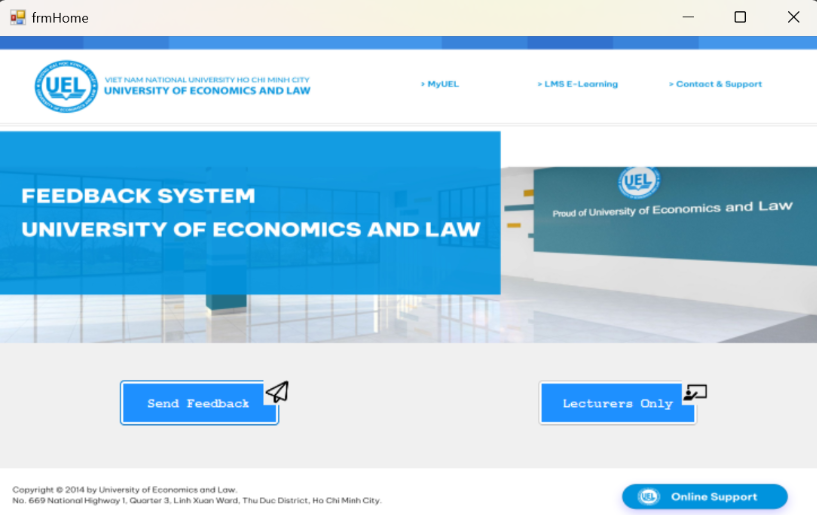 frmHome
UEL
VIET NAM NATIONAL UNIVERSITY HO CHI MINH CITY
UNIVERSITY OF ECONOMICS AND LAW
> MyUEL
> LMS E-Learning
> Contact & Support
FEEDBACK SYSTEM
UNIVERSITY OF ECONOMICS AND LAW
UEL
Proud of University of Economics and Law
Send Feedback
Lecturers Only
Copyright © 2014 by University of Economics and Law.
No. 669 National Highway 1, Quarter 3, Linh Xuan Ward, Thu Duc District, Ho Chi Minh City.
UEL
Online Support